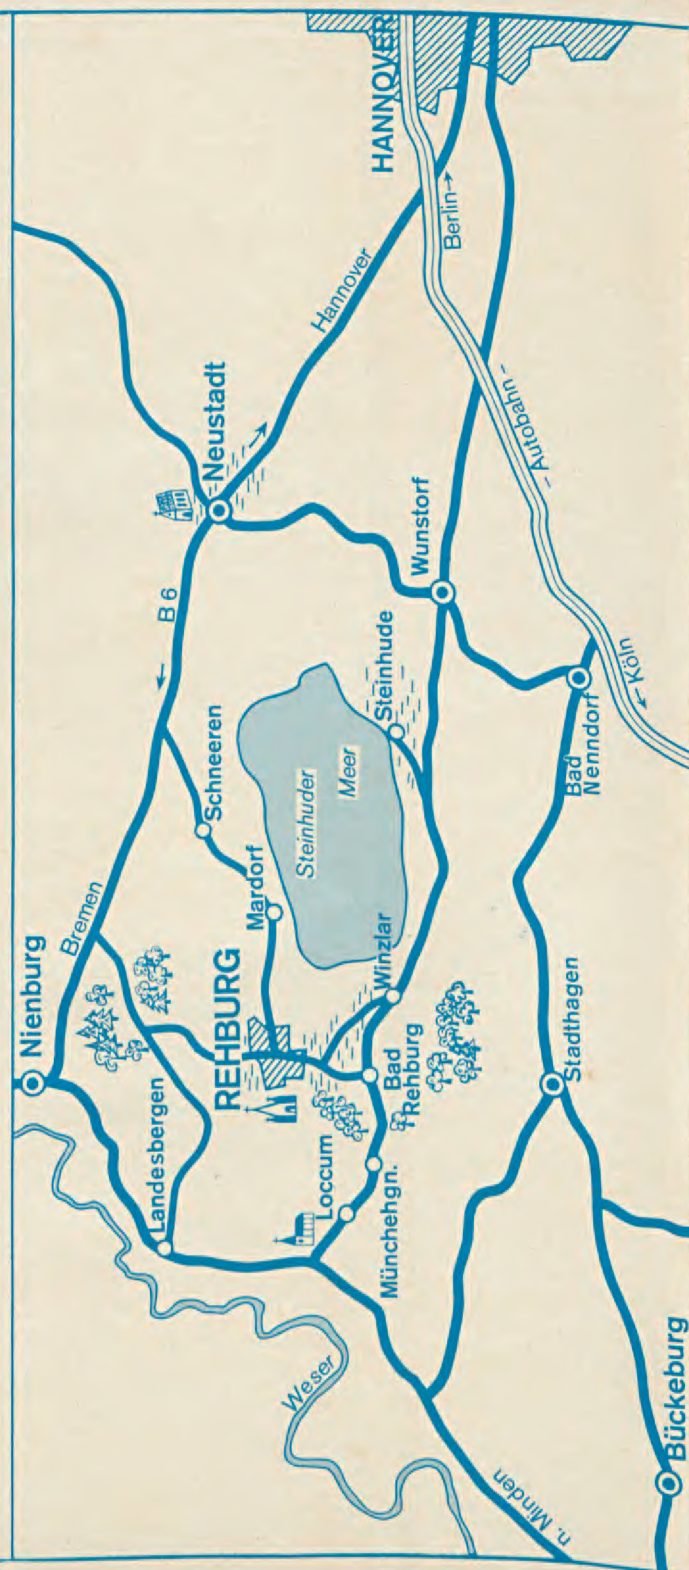 Nienburg
Bremen
B 6
Neustadt
Hannover
HANNOVER
Berlin
Landesbergen
REHBURG
Mardorf
Schneeren
Steinhuder
Meer
Steinhude
Wunstorf
- Autobahn -
Loccum
Münchehgn.
Bad
Rehburg
Winzlar
Weser
n. Minden
Stadthagen
Bad
Nenndorf
Köln
Bückeburg